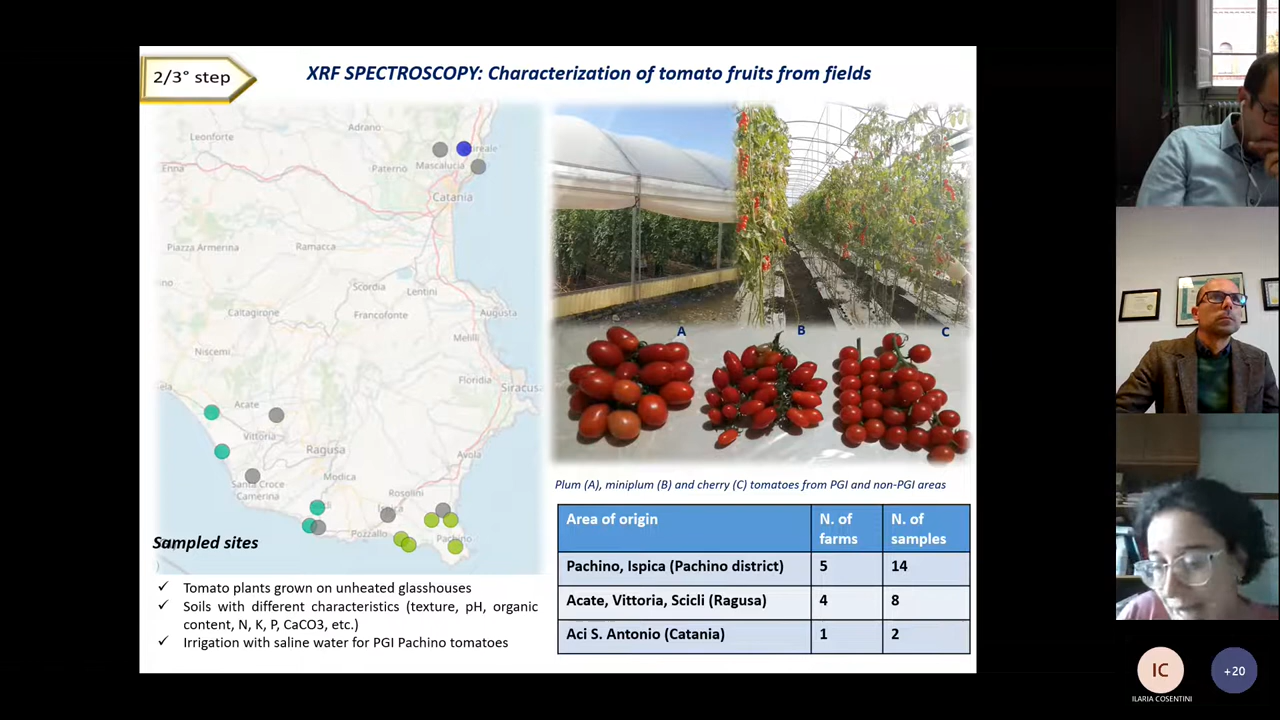 2/3° step
XRF SPECTROSCOPY: Characterization of tomato fruits from fields
Leonforte
Adrano
Enna
Paterno
Mascalucia
Catania
Piazza Armerina
Ramacca
Scordia
Lentini
Caltagirone
Francofonte
Augusta
Melilli
Niscemi
Floridia
Siracus
Acate
Vittoria
Ragusa
Avola
Modica
Santa Croce
Camerina
Rosolini
Pozzallo
Pachino
Sampled sites
A
B
C
Plum (A), miniplum (B) and cherry (C) tomatoes from PGI and non-PGI areas
Area of origin
N. of
farms
N. of
samples
Pachino, Ispica (Pachino district)
5
14
Acate, Vittoria, Scicli (Ragusa)
4
8
Aci S. Antonio (Catania)
1
2
✓ Tomato plants grown on unheated glasshouses
✓ Soils with different characteristics (texture, pH, organic
content, N, K, P, CaCO3, etc.)
✓ Irrigation with saline water for PGI Pachino tomatoes
IC
ILARIA COSENTINI
+20